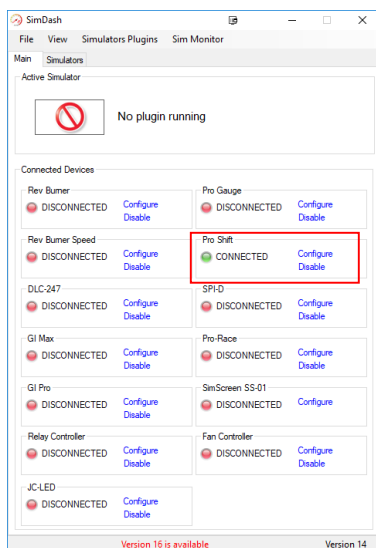 SimDash
File View Simulators Plugins Sim Monitor
Main Simulators
Active Simulator
No plugin running
Connected Devices
Rev Burner
DISCONNECTED Configure
Disable
Pro Gauge
DISCONNECTED Configure
Disable
Rev Burner Speed
DISCONNECTED Configure
Disable
Pro Shift
CONNECTED Configure
Disable
DLC-247
DISCONNECTED Configure
Disable
SPI-D
DISCONNECTED Configure
Disable
GI Max
DISCONNECTED Configure
Disable
Pro-Race
DISCONNECTED Configure
Disable
GI Pro
DISCONNECTED Configure
Disable
SimScreen SS-01
DISCONNECTED Configure
Relay Controller
DISCONNECTED Configure
Disable
Fan Controller
DISCONNECTED Configure
Disable
JC-LED
DISCONNECTED Configure
Disable
Version 16 is available Version 14